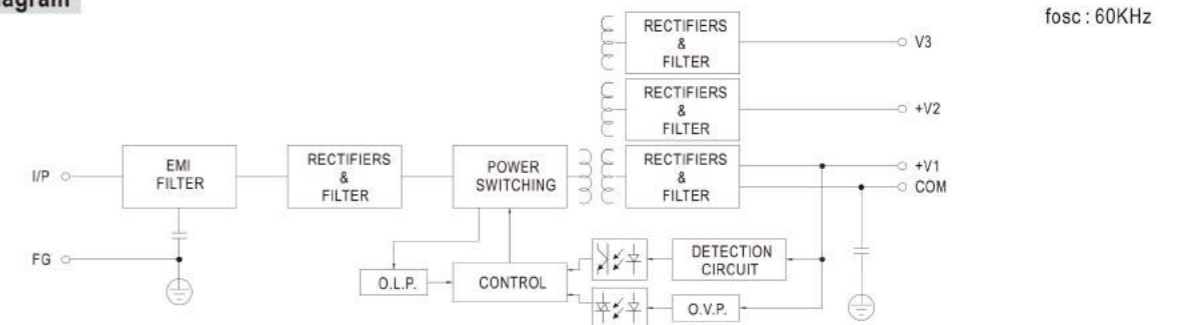 fosc : 60KHz
RECTIFIERS
&
FILTER
V3
RECTIFIERS
&
FILTER
+V2
I/P
EMI
FILTER
RECTIFIERS
&
FILTER
POWER
SWITCHING
RECTIFIERS
&
FILTER
+V1
COM
FG
O.L.P.
CONTROL
DETECTION
CIRCUIT
O.V.P.